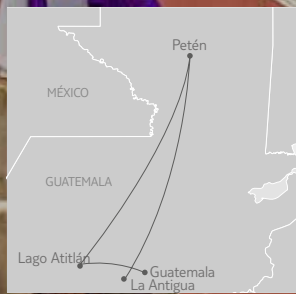 Petén
MÉXICO
GUATEMALA
Lago Atitlán
Guatemala
La Antigua